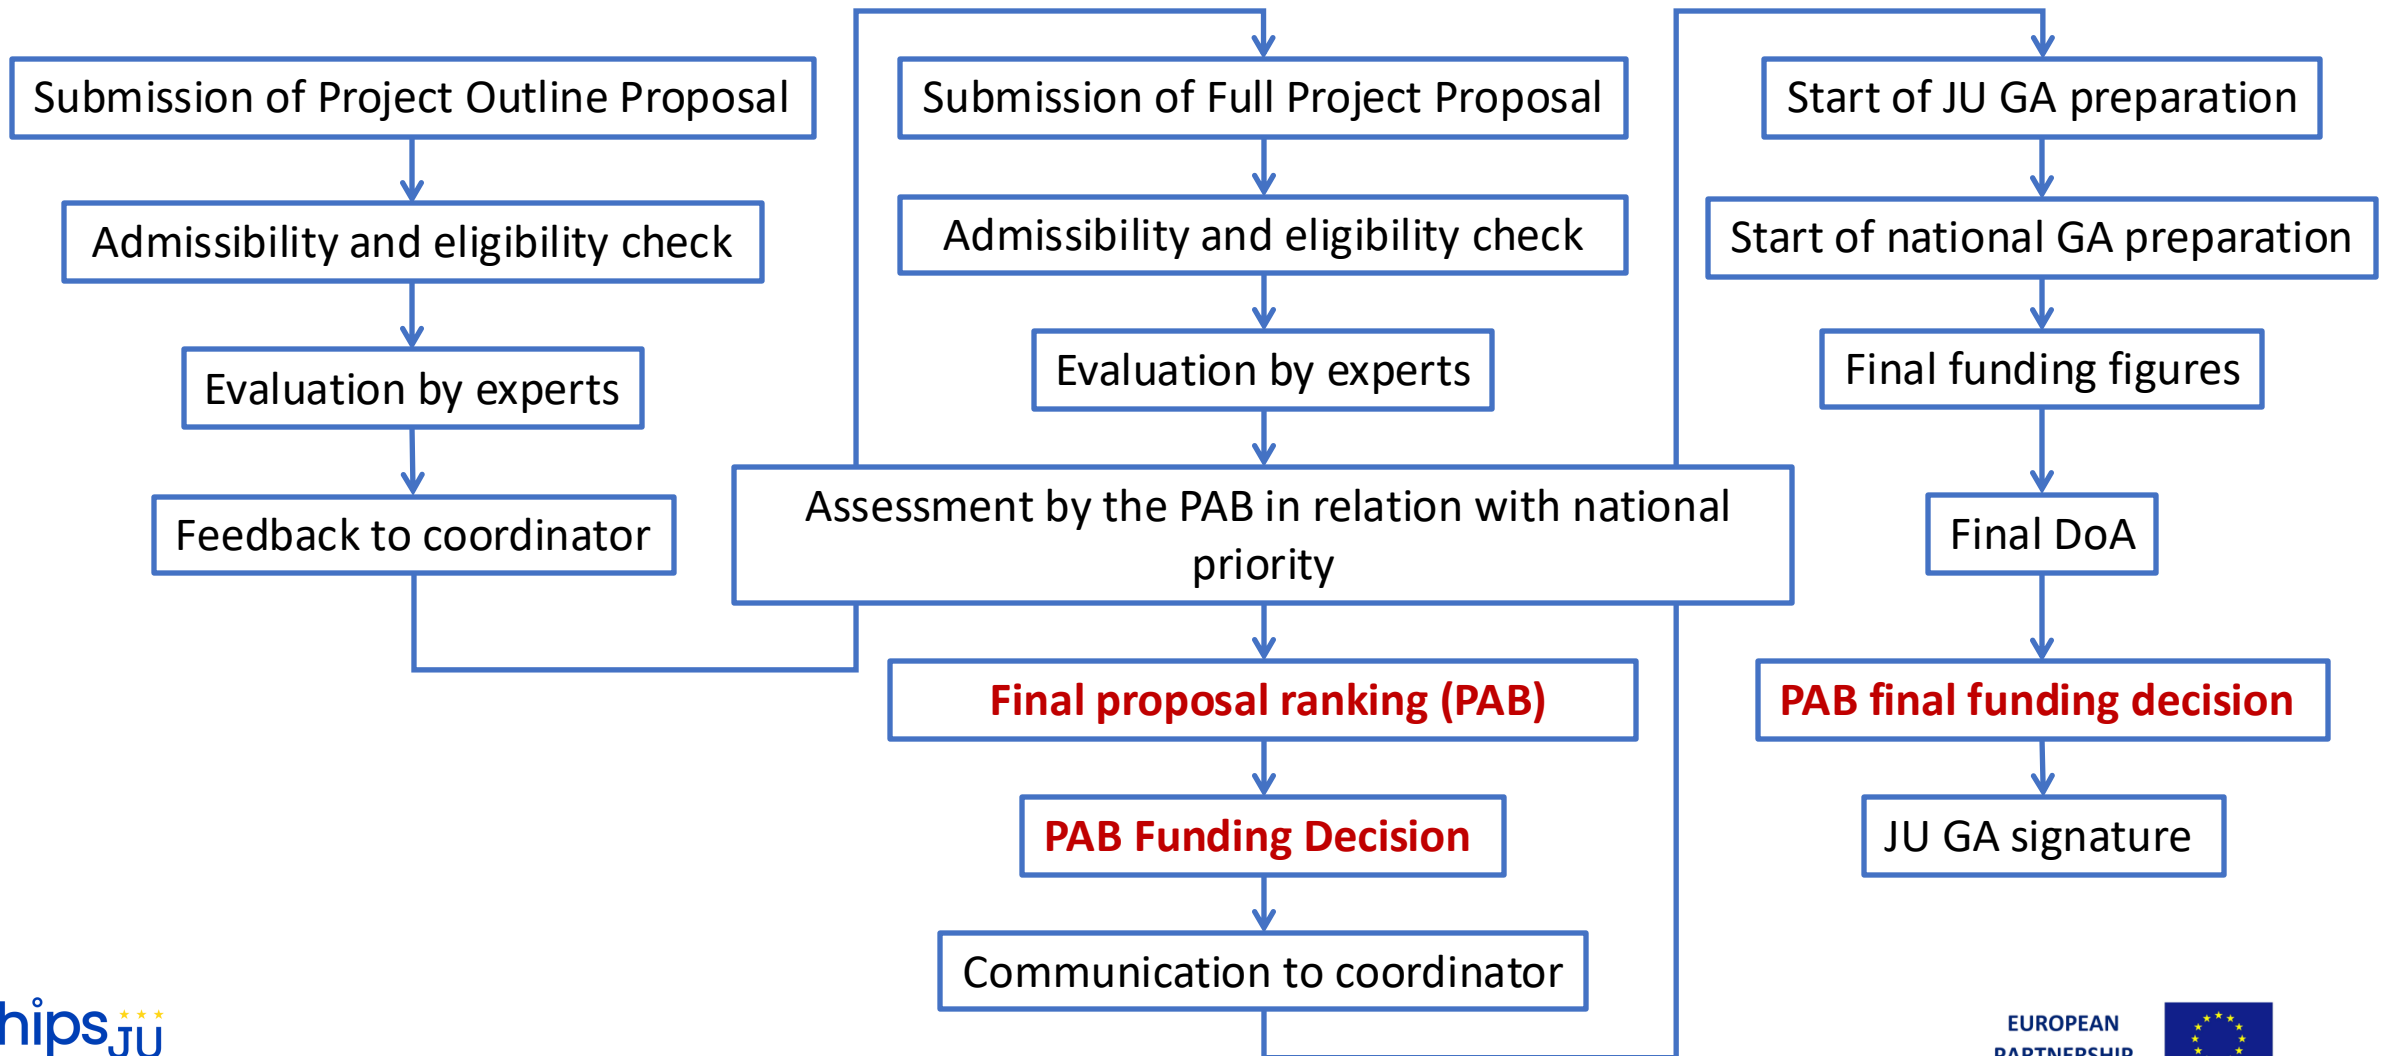 Submission of Project Outline Proposal
Admissibility and eligibility check
Evaluation by experts
Feedback to coordinator
Submission of Full Project Proposal
Admissibility and eligibility check
Evaluation by experts
Assessment by the PAB in relation with national
priority
Final proposal ranking (PAB)
PAB Funding Decision
Communication to coordinator
Start of JU GA preparation
Start of national GA preparation
Final funding figures
Final DoA
PAB final funding decision
JU GA signature
hips JU
EUROPEAN
PARTNERSHIP